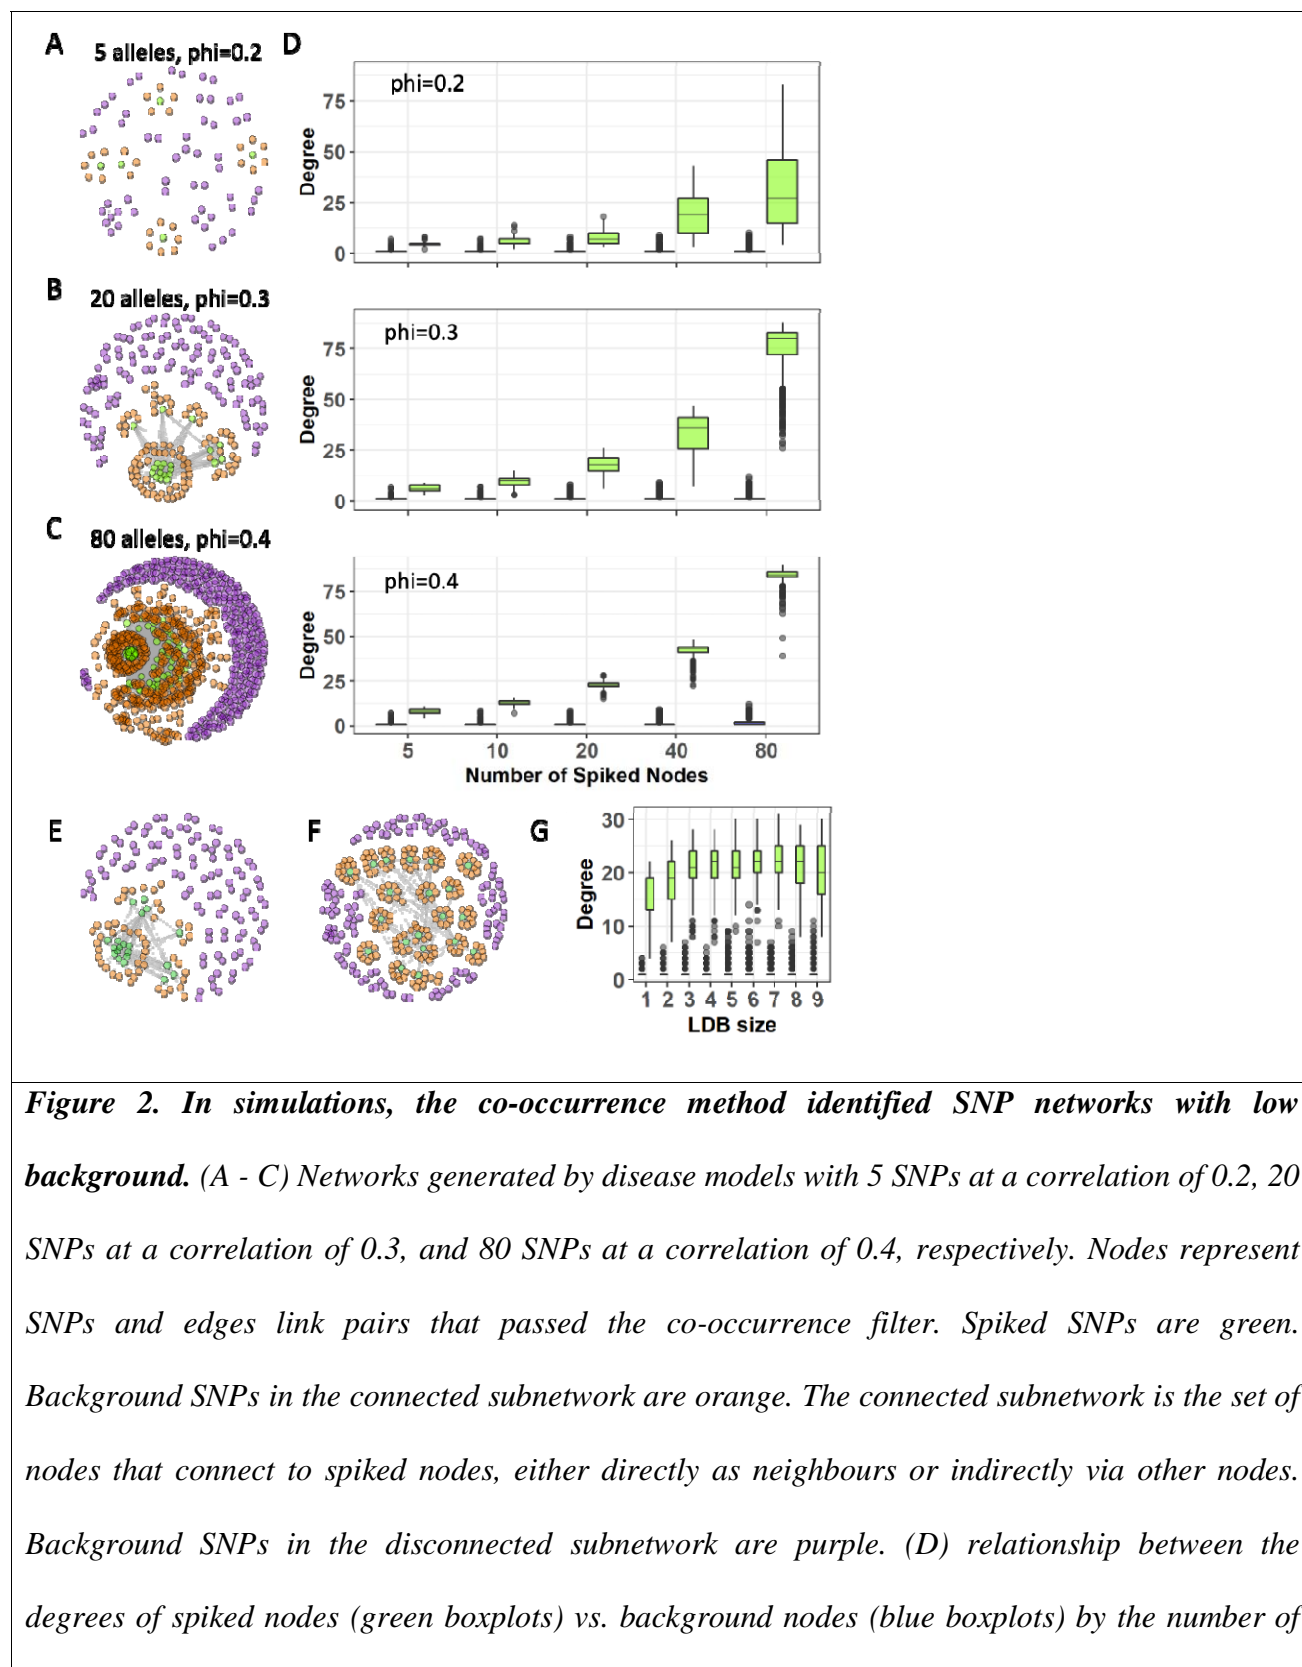 A
5 alleles, phi=0.2
D
phi=0.2
75
50
25
0
Degree
B
20 alleles, phi=0.3
phi=0.3
75
50
25
0
Degree
C
80 alleles, phi=0.4
phi=0.4
75
50
25
0
Degree
5 10 20 40 80
Number of Spiked Nodes
E
F
G
30
20
10
0
Degree
1 2 3 4 5 6 7 8 9
LDB size
Figure 2. In simulations, the co-occurrence method identified SNP networks with low
background. (A - C) Networks generated by disease models with 5 SNPs at a correlation of 0.2, 20
SNPs at a correlation of 0.3, and 80 SNPs at a correlation of 0.4, respectively. Nodes represent
SNPs and edges link pairs that passed the co-occurrence filter. Spiked SNPs are green.
Background SNPs in the connected subnetwork are orange. The connected subnetwork is the set of
nodes that connect to spiked nodes, either directly as neighbours or indirectly via other nodes.
Background SNPs in the disconnected subnetwork are purple. (D) relationship between the
degrees of spiked nodes (green boxplots) vs. background nodes (blue boxplots) by the number of